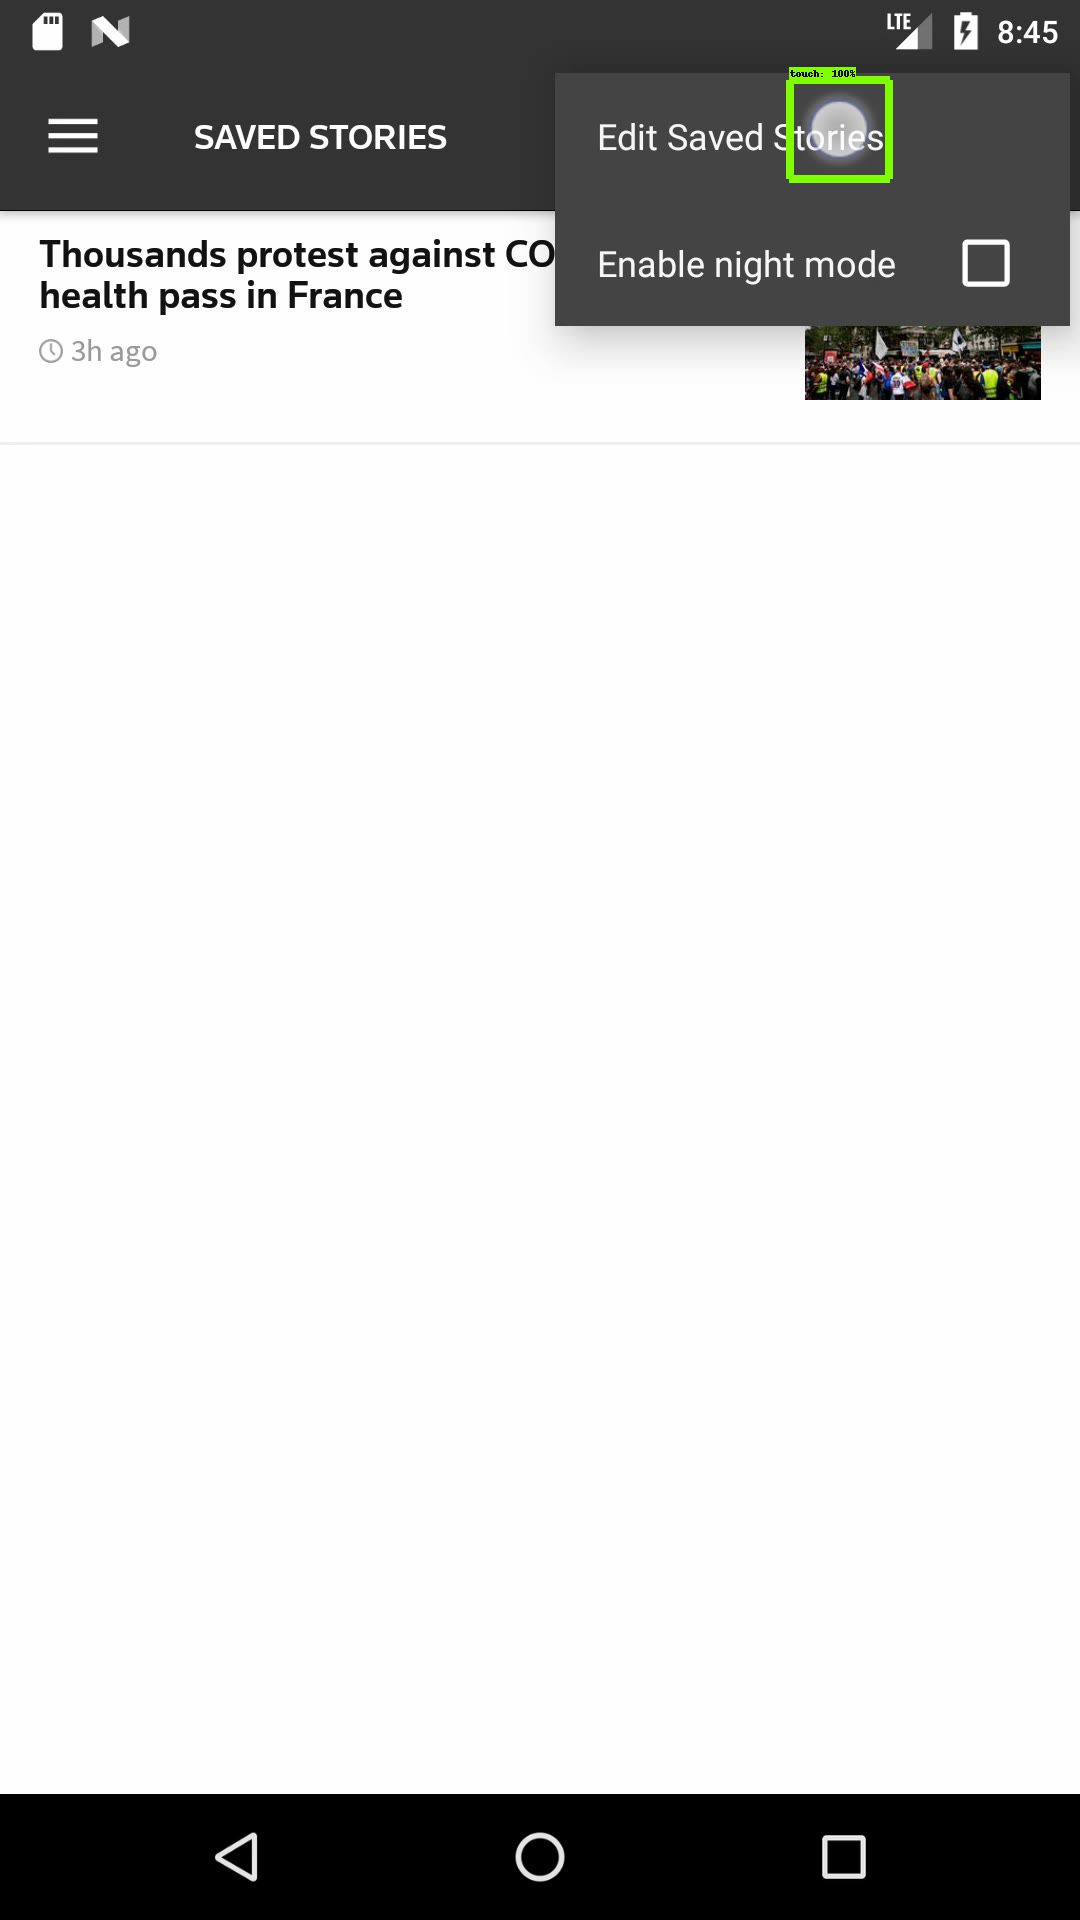 LTE 8:45
touch: 100%
SAVED STORIES
Edit Saved Stories
Enable night mode
Thousands protest against CO
health pass in France
3h ago